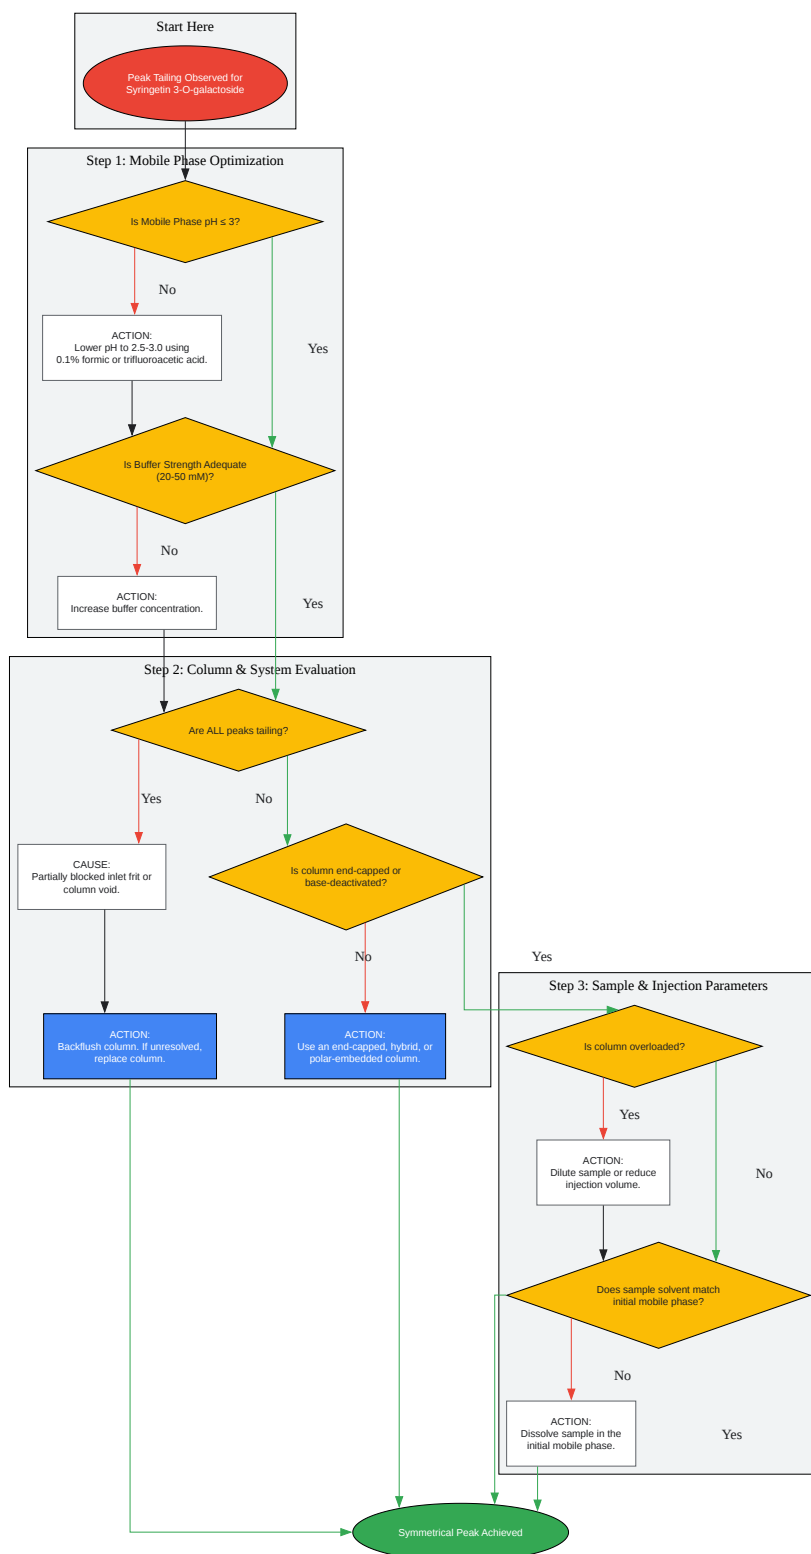 Start Here
Peak Tailing Observed for
Syringetin 3-O-galactoside
Step 1: Mobile Phase Optimization
Is Mobile Phase pH ≤ 3?
No
Yes
ACTION:
Lower pH to 2.5-3.0 using
0.1% formic or trifluoroacetic acid.
Is Buffer Strength Adequate
(20-50 mM)?
No
Yes
ACTION:
Increase buffer concentration.
Step 2: Column & System Evaluation
Are ALL peaks tailing?
Yes
No
CAUSE:
Partially blocked inlet frit or
column void.
Is column end-capped or
base-deactivated?
No
Yes
ACTION:
Backflush column. If unresolved,
replace column.
ACTION:
Use an end-capped, hybrid, or
polar-embedded column.
Step 3: Sample & Injection Parameters
Is column overloaded?
Yes
No
ACTION:
Dilute sample or reduce
injection volume.
Does sample solvent match
initial mobile phase?
No
Yes
ACTION:
Dissolve sample in the
initial mobile phase.
Symmetrical Peak Achieved